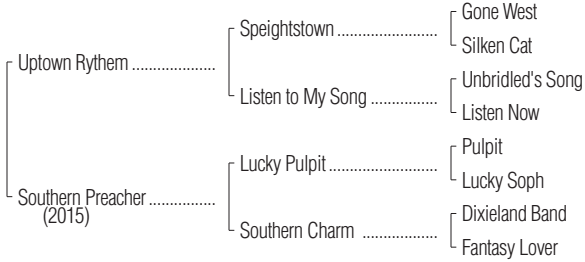 Gone West
Speightstown ....................
Silken Cat
Uptown Rythem .................
Unbridled's Song
Listen to My Song .............
Listen Now
Pulpit
Lucky Pulpit ......................
Lucky Soph
Southern Preacher .............
(2015)
Dixieland Band
Southern Charm ...............
Fantasy Lover